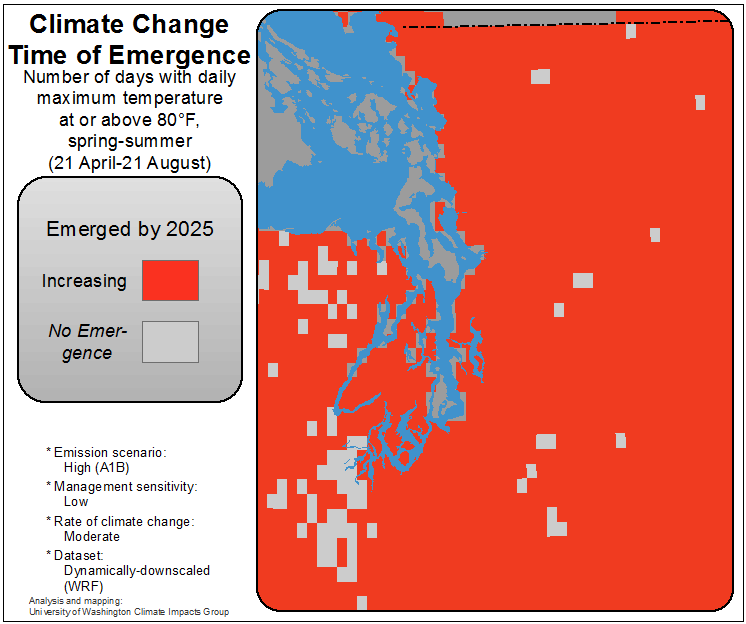 Climate Change
Time of Emergence
Number of days with daily
maximum temperature
at or above 80°F,
spring-summer
(21 April-21 August)
Emerged by 2025
Increasing
No Emer-
gence
* Emission scenario:
High (A1B)
* Management sensitivity:
Low
* Rate of climate change:
Moderate
* Dataset:
Dynamically-downscaled
(WRF)
Analysis and mapping:
University of Washington Climate Impacts Group